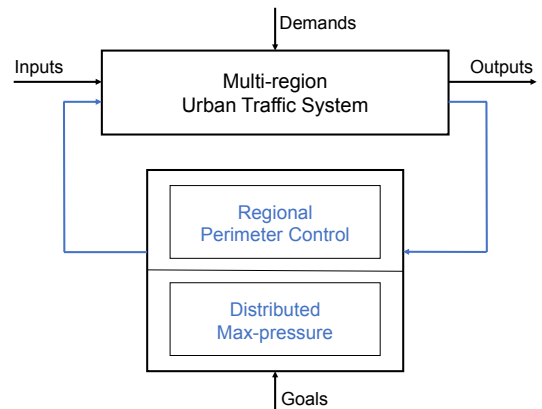 Demands
Inputs
Outputs
Multi-region
Urban Traffic System
Regional
Perimeter Control
Distributed
Max-pressure
Goals